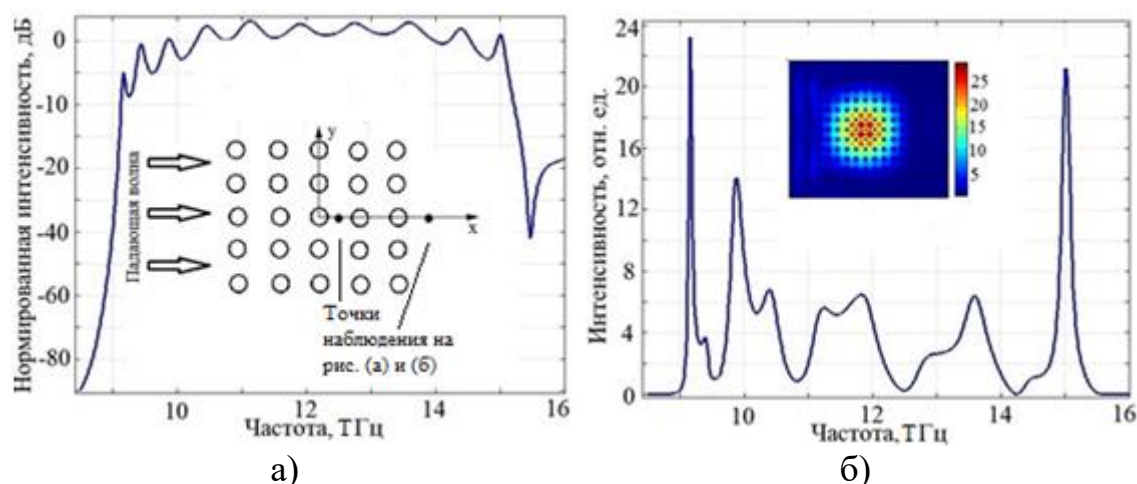 Нормированная интенсивность, дБ
0
-10
-20
-40
-60
-80
10
12
14
16
Частота, ТГц
Падающая волна
y
x
Точки
наблюдения на
рис. (а) и (б)
а)
Интенсивность, отн. ед.
24
20
16
12
8
4
0
10
12
14
16
Частота, ТГц
25
20
15
10
5
б)